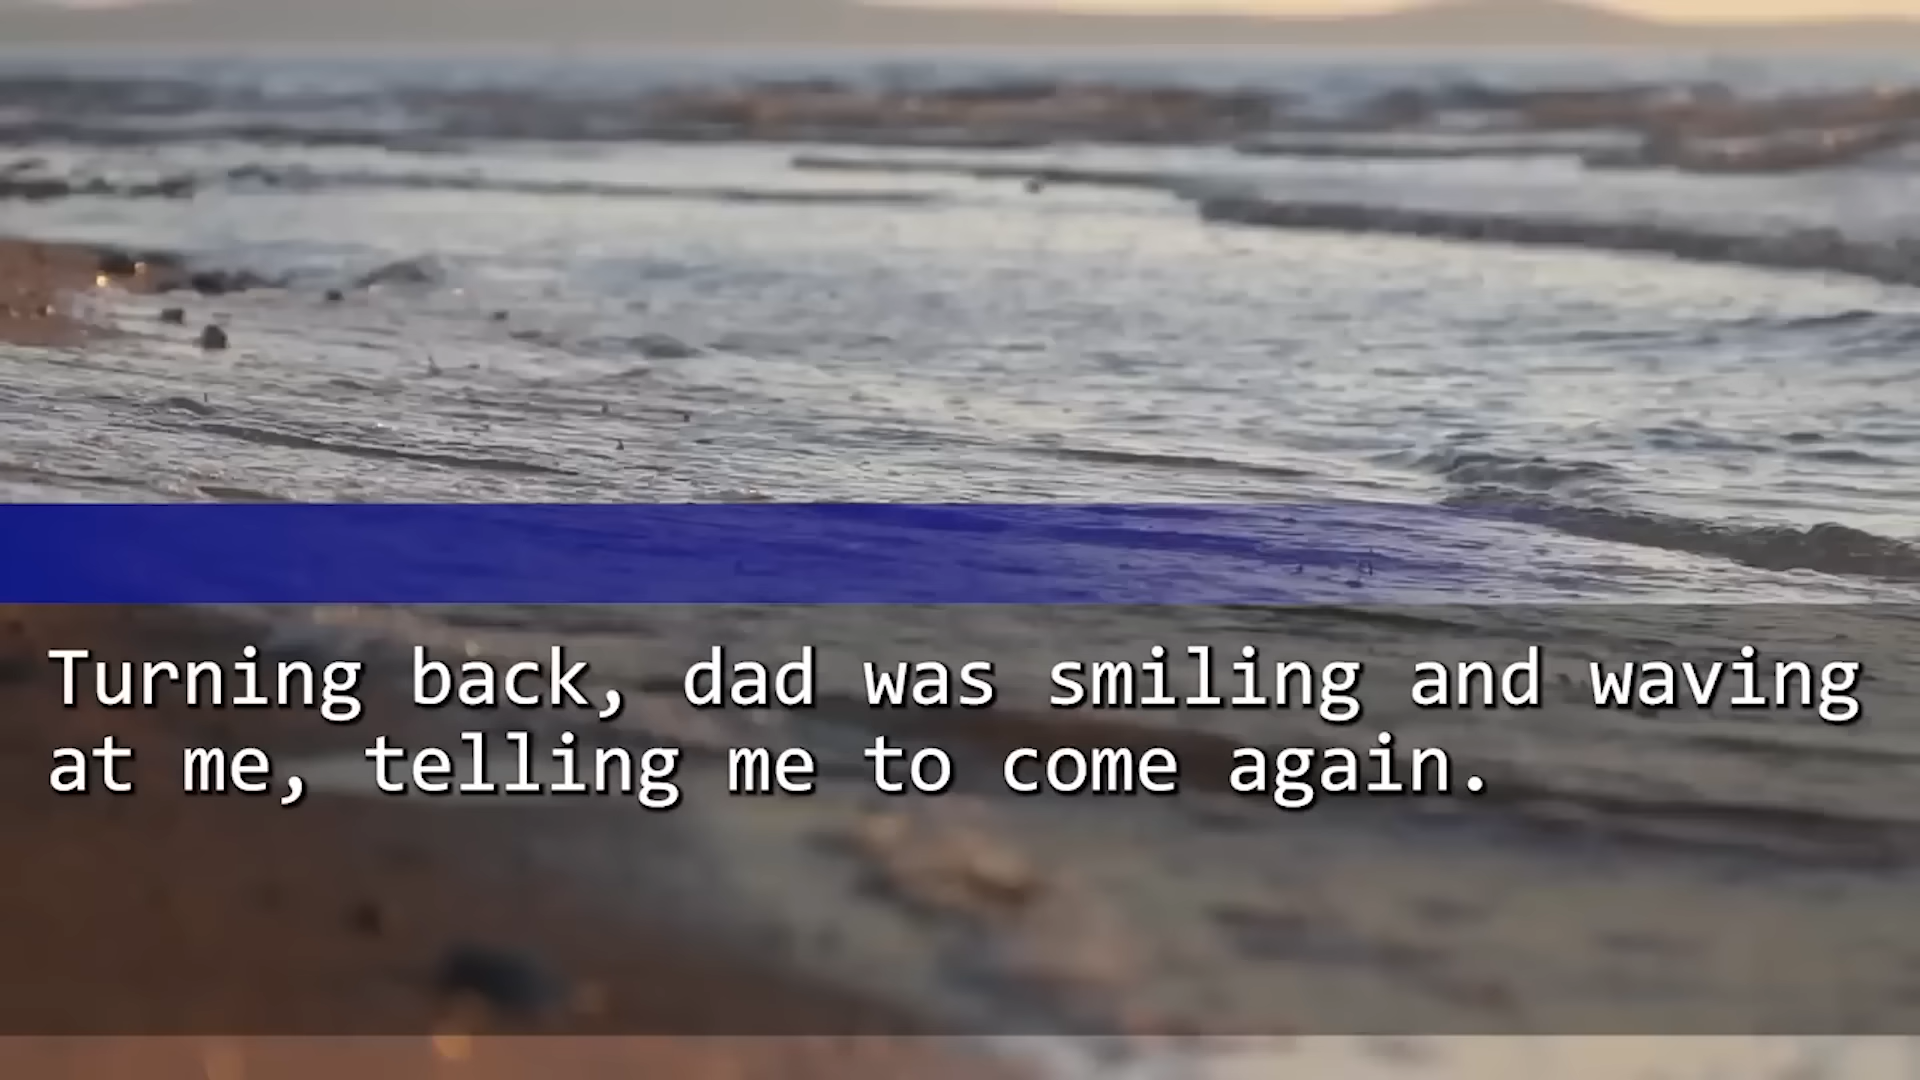 Turning back, dad was smiling and waving
at me, telling me to come again.